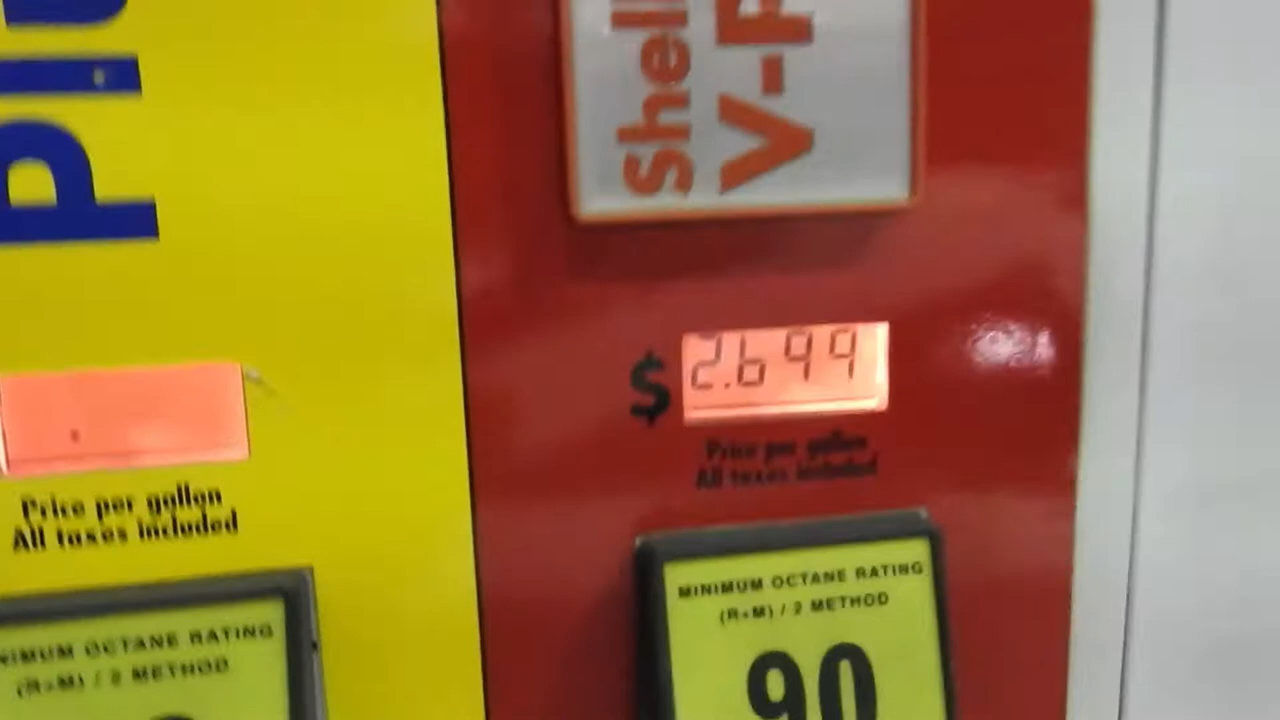 Plu
Price per gallon
All taxes included
MINIMUM OCTANE RATING
(R+M) / 2 METHOD
Shell
V-P
$ 2.699
Price per gallon
All taxes included
MINIMUM OCTANE RATING
(R+M) / 2 METHOD
90